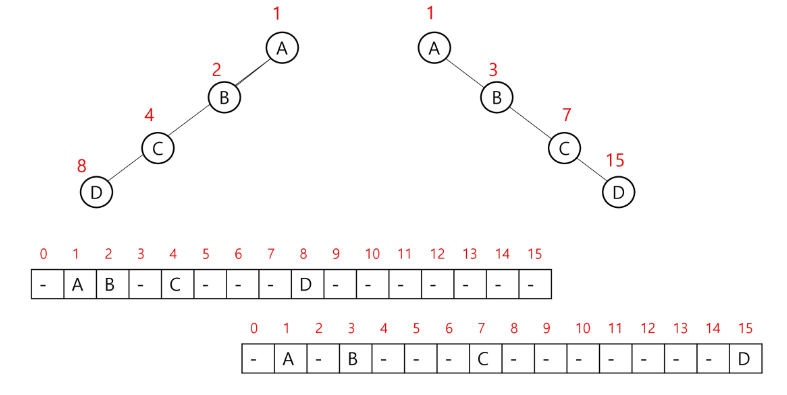 1 1
A A
2 3
B B
4 7
C C
8 15
D D
0 1 2 3 4 5 6 7 8 9 10 11 12 13 14 15
- A B - C - - - D - - - - - - -
0 1 2 3 4 5 6 7 8 9 10 11 12 13 14 15
- A - B - - - C - - - - - - - D